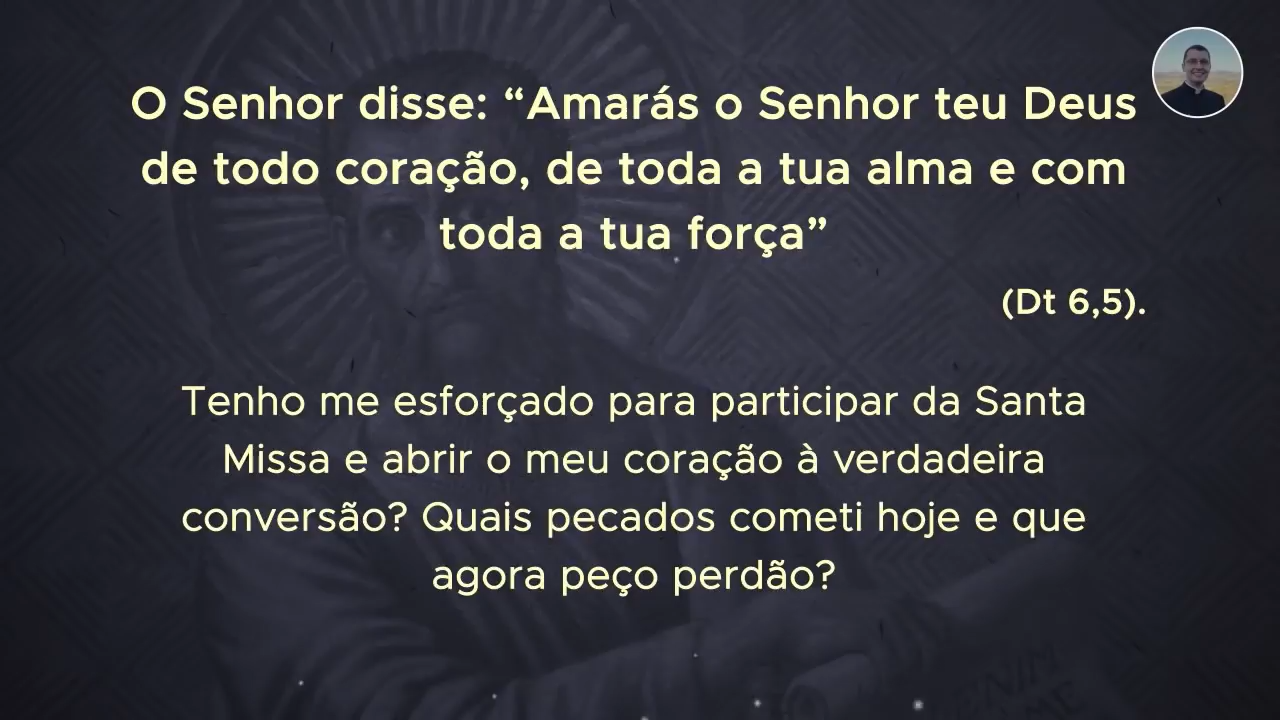 O Senhor disse: “Amarás o Senhor teu Deus
de todo coração, de toda a tua alma e com
toda a tua força”
(Dt 6,5).
Tenho me esforçado para participar da Santa
Missa e abrir o meu coração à verdadeira
conversão? Quais pecados cometi hoje e que
agora peço perdão?